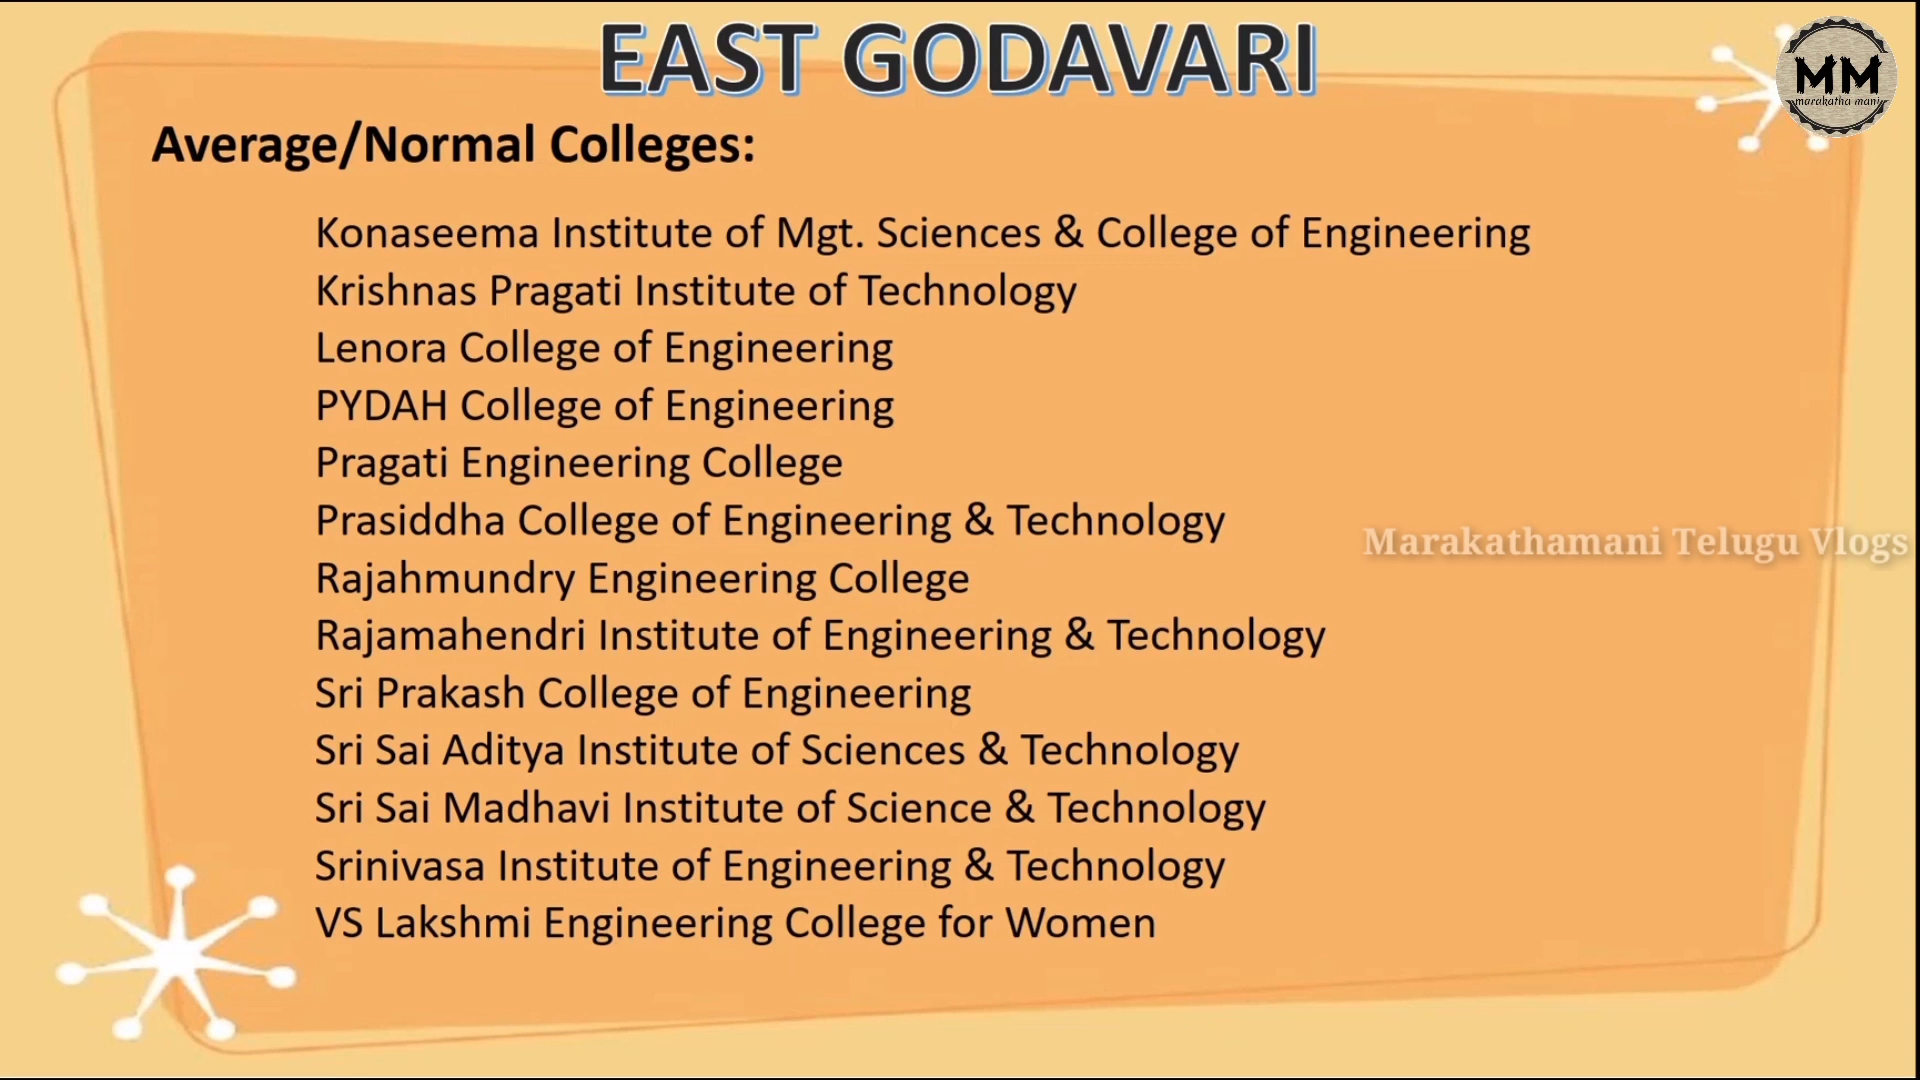 EAST GODAVARI
MM
marakatha mani
Average/Normal Colleges:
Konaseema Institute of Mgt. Sciences & College of Engineering
Krishnas Pragati Institute of Technology
Lenora College of Engineering
PYDAH College of Engineering
Pragati Engineering College
Prasiddha College of Engineering & Technology
Marakathamani Telugu Vlogs
Rajahmundry Engineering College
Rajamahendri Institute of Engineering & Technology
Sri Prakash College of Engineering
Sri Sai Aditya Institute of Sciences & Technology
Sri Sai Madhavi Institute of Science & Technology
Srinivasa Institute of Engineering & Technology
VS Lakshmi Engineering College for Women